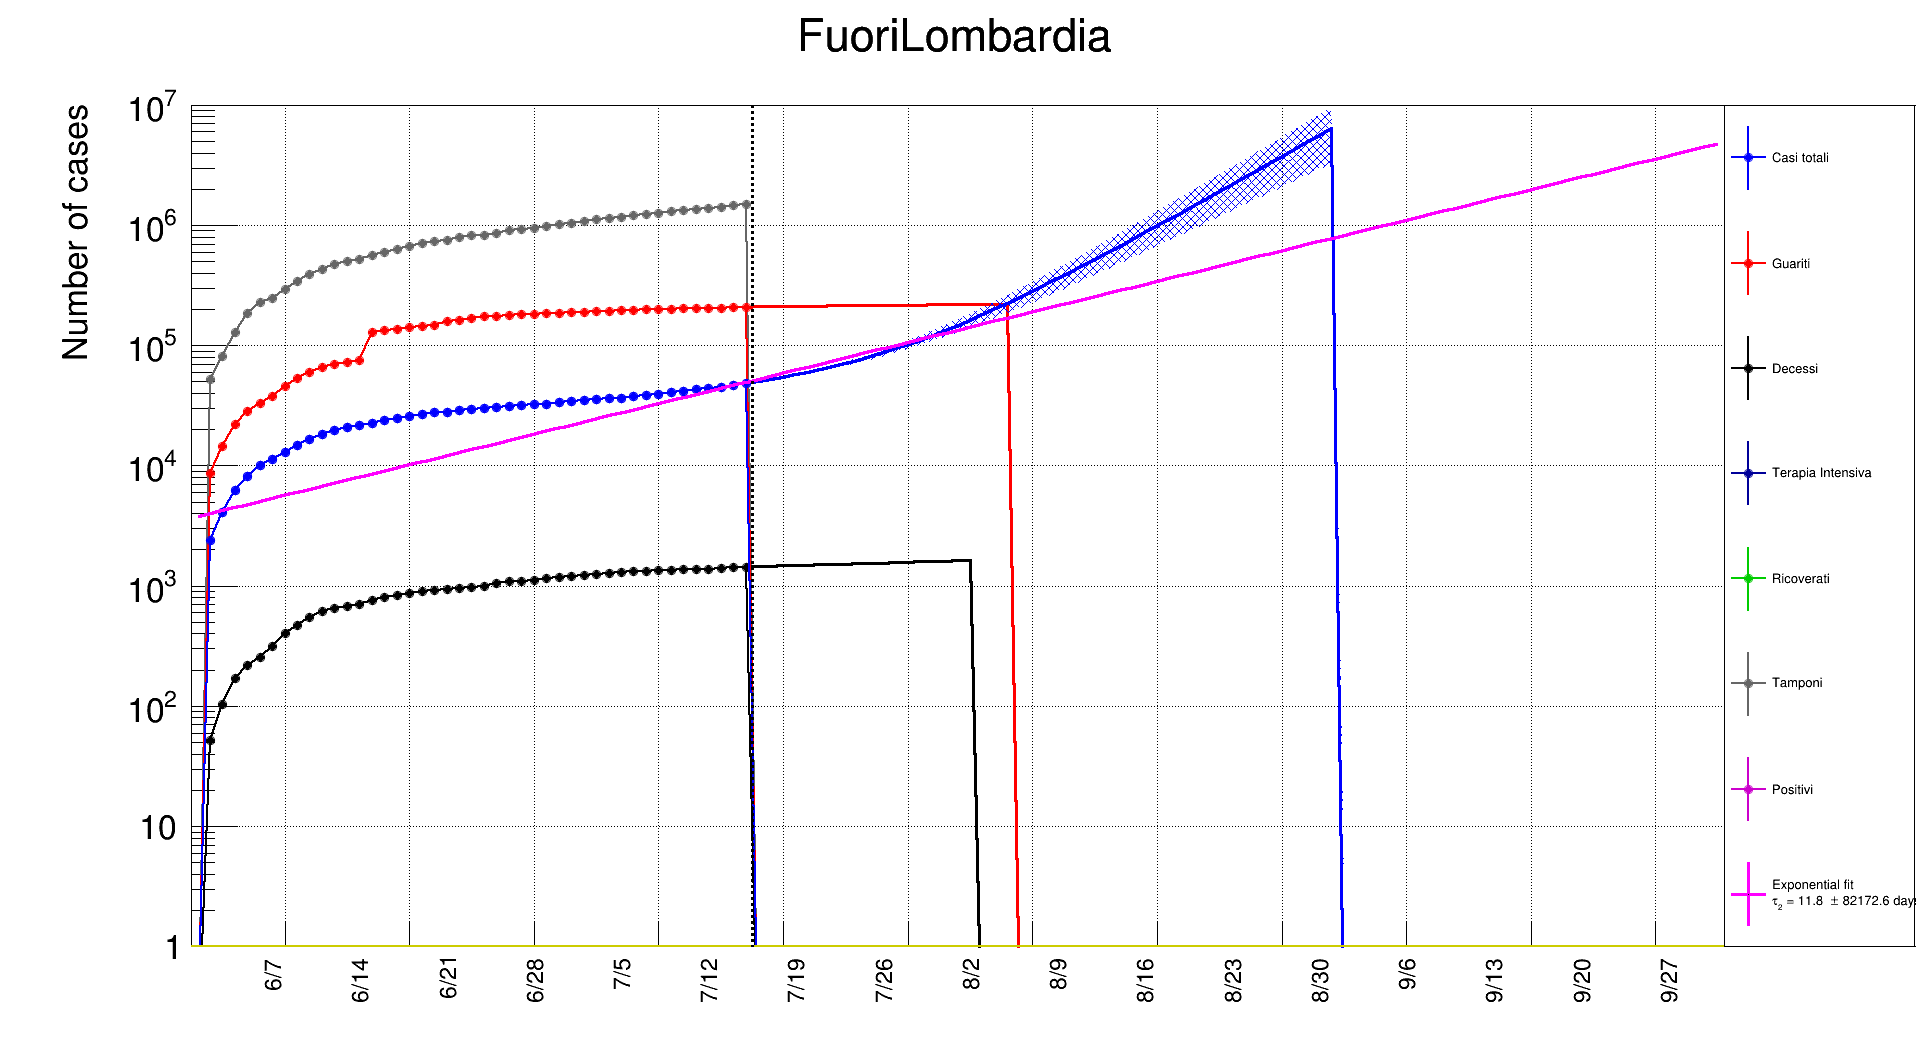 FuoriLombardia
Number of cases
10^7
10^6
10^5
10^4
10^3
10^2
10
1
6/7
6/14
6/21
6/28
7/5
7/12
7/19
7/26
8/2
8/9
8/16
8/23
8/30
9/6
9/13
9/20
9/27
Casi totali
Guariti
Decessi
Terapia Intensiva
Ricoverati
Tamponi
Positivi
Exponential fit
τ_2 = 11.8 ± 82172.6 days